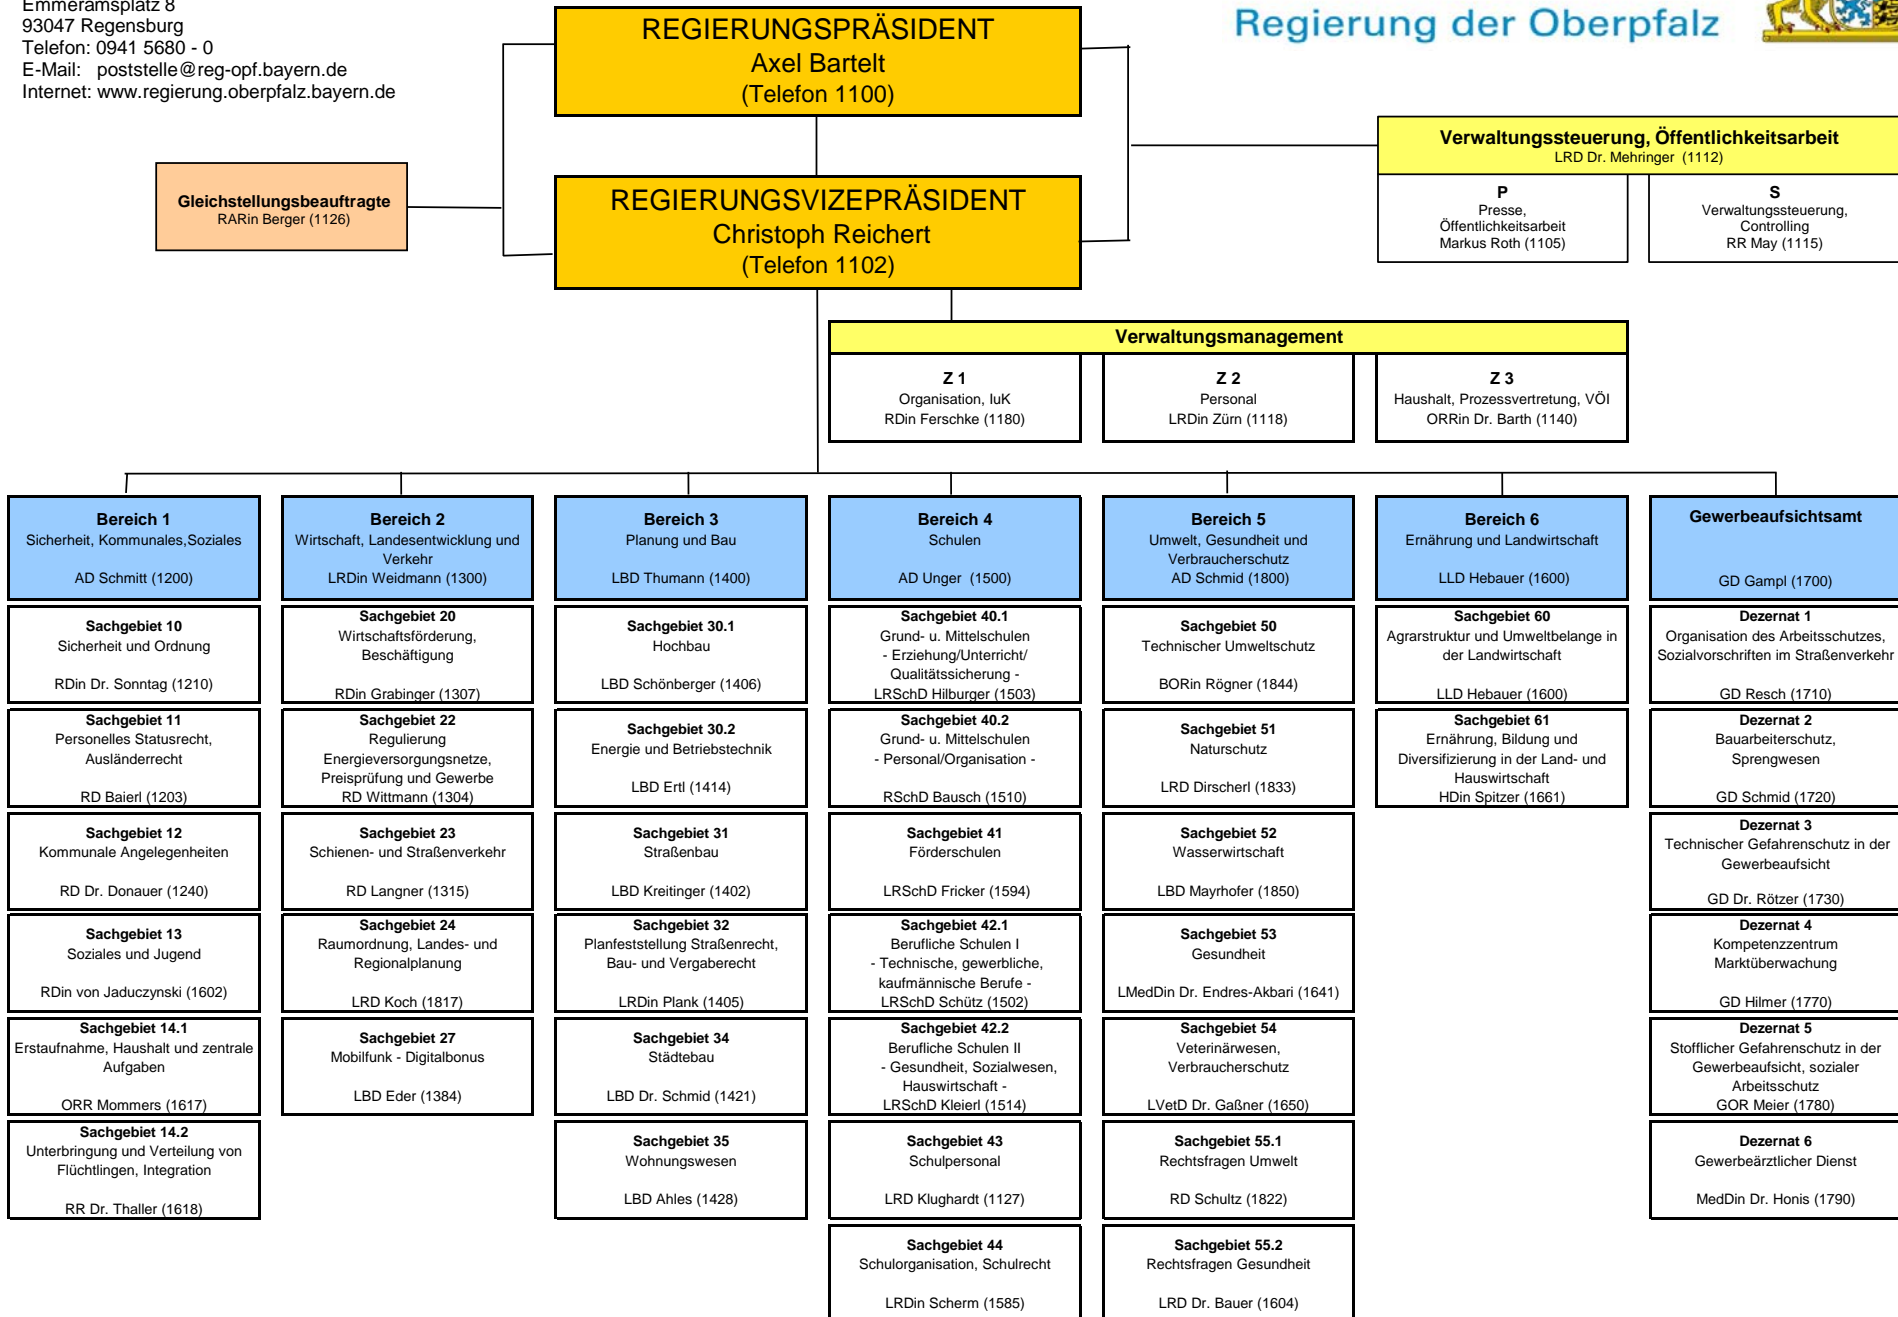 Emmeramsplatz 8
93047 Regensburg
Telefon: 0941 5680 - 0
E-Mail: poststelle@reg-opf.bayern.de
Internet: www.regierung.oberpfalz.bayern.de
REGIERUNGSPRÄSIDENT
Axel Bartelt
(Telefon 1100)
Regierung der Oberpfalz
Verwaltungssteuerung, Öffentlichkeitsarbeit
LRD Dr. Mehringer (1112)
P
Presse,
Öffentlichkeitsarbeit
Markus Roth (1105)
S
Verwaltungssteuerung,
Controlling
RR May (1115)
Gleichstellungsbeauftragte
RARin Berger (1126)
REGIERUNGSVIZEPRÄSIDENT
Christoph Reichert
(Telefon 1102)
Verwaltungsmanagement
Z 1
Organisation, IuK
RDin Ferschke (1180)
Z 2
Personal
LRDin Zürn (1118)
Z 3
Haushalt, Prozessvertretung, VÖI
ORRin Dr. Barth (1140)
Bereich 1
Sicherheit, Kommunales,Soziales
AD Schmitt (1200)
Sachgebiet 10
Sicherheit und Ordnung
RDin Dr. Sonntag (1210)
Sachgebiet 11
Personelles Statusrecht,
Ausländerrecht
RD Baierl (1203)
Sachgebiet 12
Kommunale Angelegenheiten
RD Dr. Donauer (1240)
Sachgebiet 13
Soziales und Jugend
RDin von Jaduczynski (1602)
Sachgebiet 14.1
Erstaufnahme, Haushalt und zentrale
Aufgaben
ORR Mommers (1617)
Sachgebiet 14.2
Unterbringung und Verteilung von
Flüchtlingen, Integration
RR Dr. Thaller (1618)
Bereich 2
Wirtschaft, Landesentwicklung und
Verkehr
LRDin Weidmann (1300)
Sachgebiet 20
Wirtschaftsförderung,
Beschäftigung
RDin Grabinger (1307)
Sachgebiet 22
Regulierung
Energieversorgungsnetze,
Preisprüfung und Gewerbe
RD Wittmann (1304)
Sachgebiet 23
Schienen- und Straßenverkehr
RD Langner (1315)
Sachgebiet 24
Raumordnung, Landes- und
Regionalplanung
LRD Koch (1817)
Sachgebiet 27
Mobilfunk - Digitalbonus
LBD Eder (1384)
Bereich 3
Planung und Bau
LBD Thumann (1400)
Sachgebiet 30.1
Hochbau
LBD Schönberger (1406)
Sachgebiet 30.2
Energie und Betriebstechnik
LBD Ertl (1414)
Sachgebiet 31
Straßenbau
LBD Kreitinger (1402)
Sachgebiet 32
Planfeststellung Straßenrecht,
Bau- und Vergaberecht
LRDin Plank (1405)
Sachgebiet 34
Städtebau
LBD Dr. Schmid (1421)
Sachgebiet 35
Wohnungswesen
LBD Ahles (1428)
Bereich 4
Schulen
AD Unger (1500)
Sachgebiet 40.1
Grund- u. Mittelschulen
- Erziehung/Unterricht/
Qualitätssicherung -
LRSchD Hilburger (1503)
Sachgebiet 40.2
Grund- u. Mittelschulen
- Personal/Organisation -
RSchD Bausch (1510)
Sachgebiet 41
Förderschulen
LRSchD Fricker (1594)
Sachgebiet 42.1
Berufliche Schulen I
- Technische, gewerbliche,
kaufmännische Berufe -
LRSchD Schütz (1502)
Sachgebiet 42.2
Berufliche Schulen II
- Gesundheit, Sozialwesen,
Hauswirtschaft -
LRSchD Kleierl (1514)
Sachgebiet 43
Schulpersonal
LRD Klughardt (1127)
Sachgebiet 44
Schulorganisation, Schulrecht
LRDin Scherm (1585)
Bereich 5
Umwelt, Gesundheit und
Verbraucherschutz
AD Schmid (1800)
Sachgebiet 50
Technischer Umweltschutz
BORin Rögner (1844)
Sachgebiet 51
Naturschutz
LRD Dirscherl (1833)
Sachgebiet 52
Wasserwirtschaft
LBD Mayrhofer (1850)
Sachgebiet 53
Gesundheit
LMedDin Dr. Endres-Akbari (1641)
Sachgebiet 54
Veterinärwesen,
Verbraucherschutz
LVetD Dr. Gaßner (1650)
Sachgebiet 55.1
Rechtsfragen Umwelt
RD Schultz (1822)
Sachgebiet 55.2
Rechtsfragen Gesundheit
LRD Dr. Bauer (1604)
Bereich 6
Ernährung und Landwirtschaft
LLD Hebauer (1600)
Sachgebiet 60
Agrarstruktur und Umweltbelange in
der Landwirtschaft
LLD Hebauer (1600)
Sachgebiet 61
Ernährung, Bildung und
Diversifizierung in der Land- und
Hauswirtschaft
HDin Spitzer (1661)
Gewerbeaufsichtsamt
GD Gampl (1700)
Dezernat 1
Organisation des Arbeitsschutzes,
Sozialvorschriften im Straßenverkehr
GD Resch (1710)
Dezernat 2
Bauarbeiterschutz,
Sprengwesen
GD Schmid (1720)
Dezernat 3
Technischer Gefahrenschutz in der
Gewerbeaufsicht
GD Dr. Rötzer (1730)
Dezernat 4
Kompetenzzentrum
Marktüberwachung
GD Hilmer (1770)
Dezernat 5
Stofflicher Gefahrenschutz in der
Gewerbeaufsicht, sozialer
Arbeitsschutz
GOR Meier (1780)
Dezernat 6
Gewerbeärztlicher Dienst
MedDin Dr. Honis (1790)